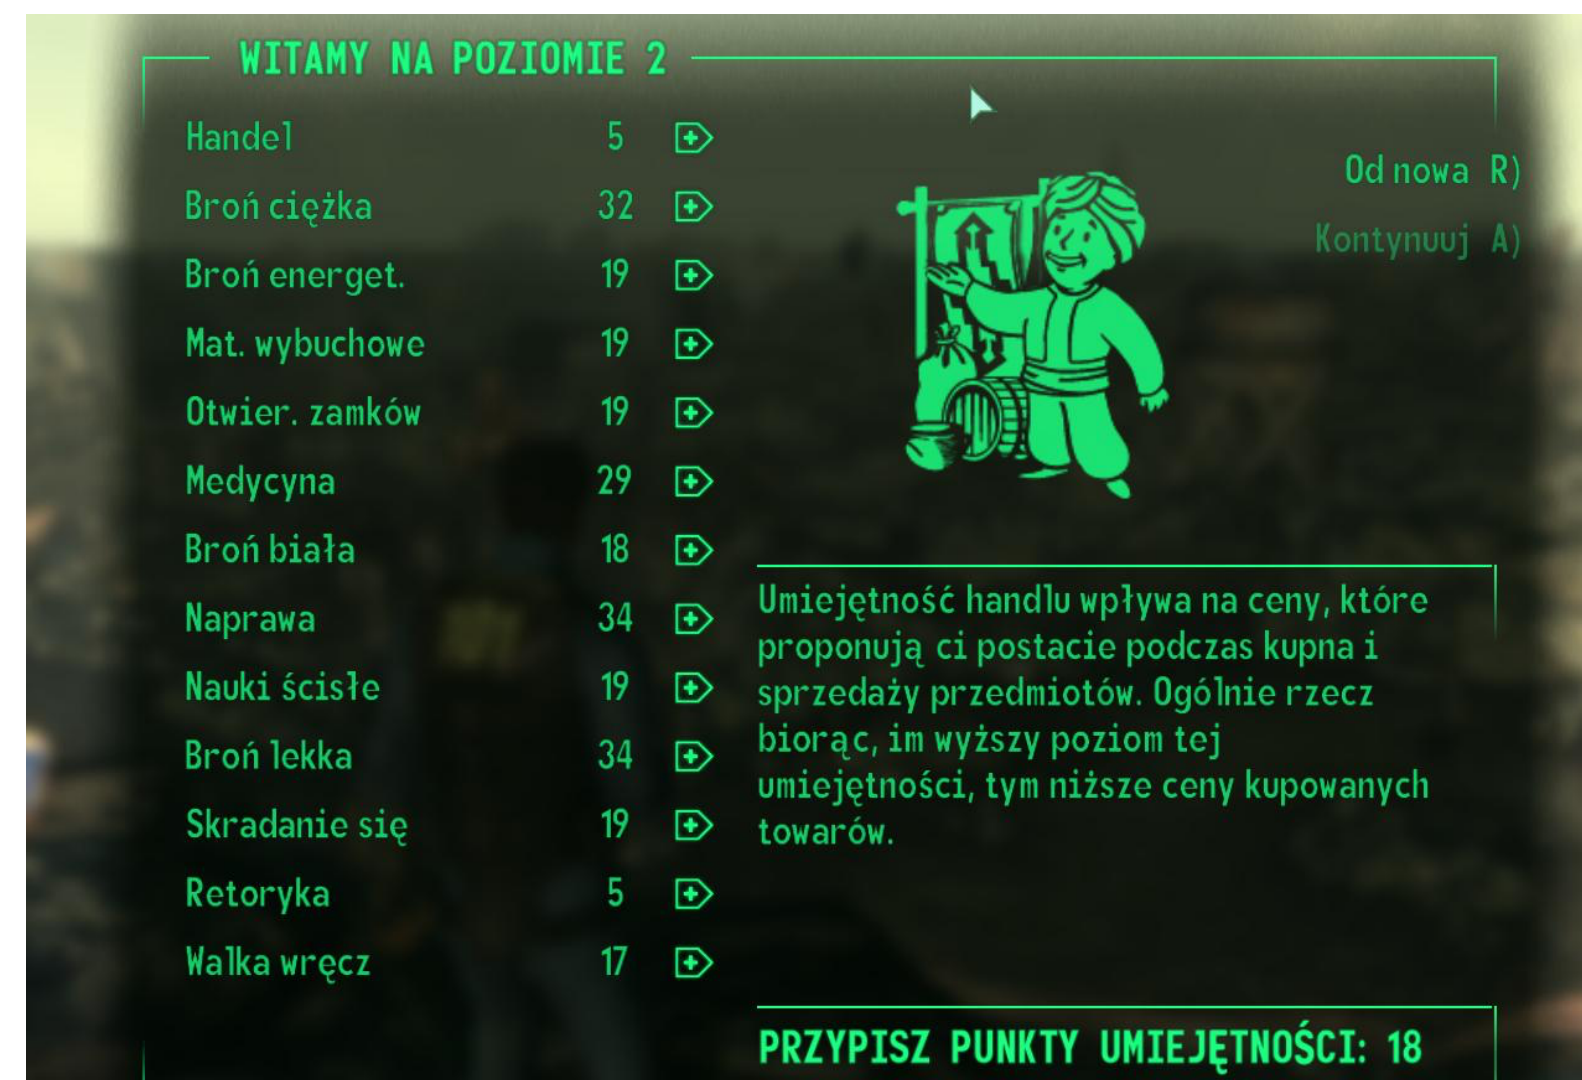 WITAMY NA POZIOMIE 2
Handel 5
Broń ciężka 32
Broń energet. 19
Mat. wybuchowe 19
Otwier. zamków 19
Medycyna 29
Broń biała 18
Naprawa 34
Nauki ścisłe 19
Broń lekka 34
Skradanie się 19
Retoryka 5
Walka wręcz 17
Od nowa R)
Kontynuuj A)
Umiejętność handlu wpływa na ceny, które
proponują ci postacie podczas kupna i
sprzedaży przedmiotów. Ogólnie rzecz
biorąc, im wyższy poziom tej
umiejętności, tym niższe ceny kupowanych
towarów.
PRZYPISZ PUNKTY UMIEJĘTNOŚCI: 18